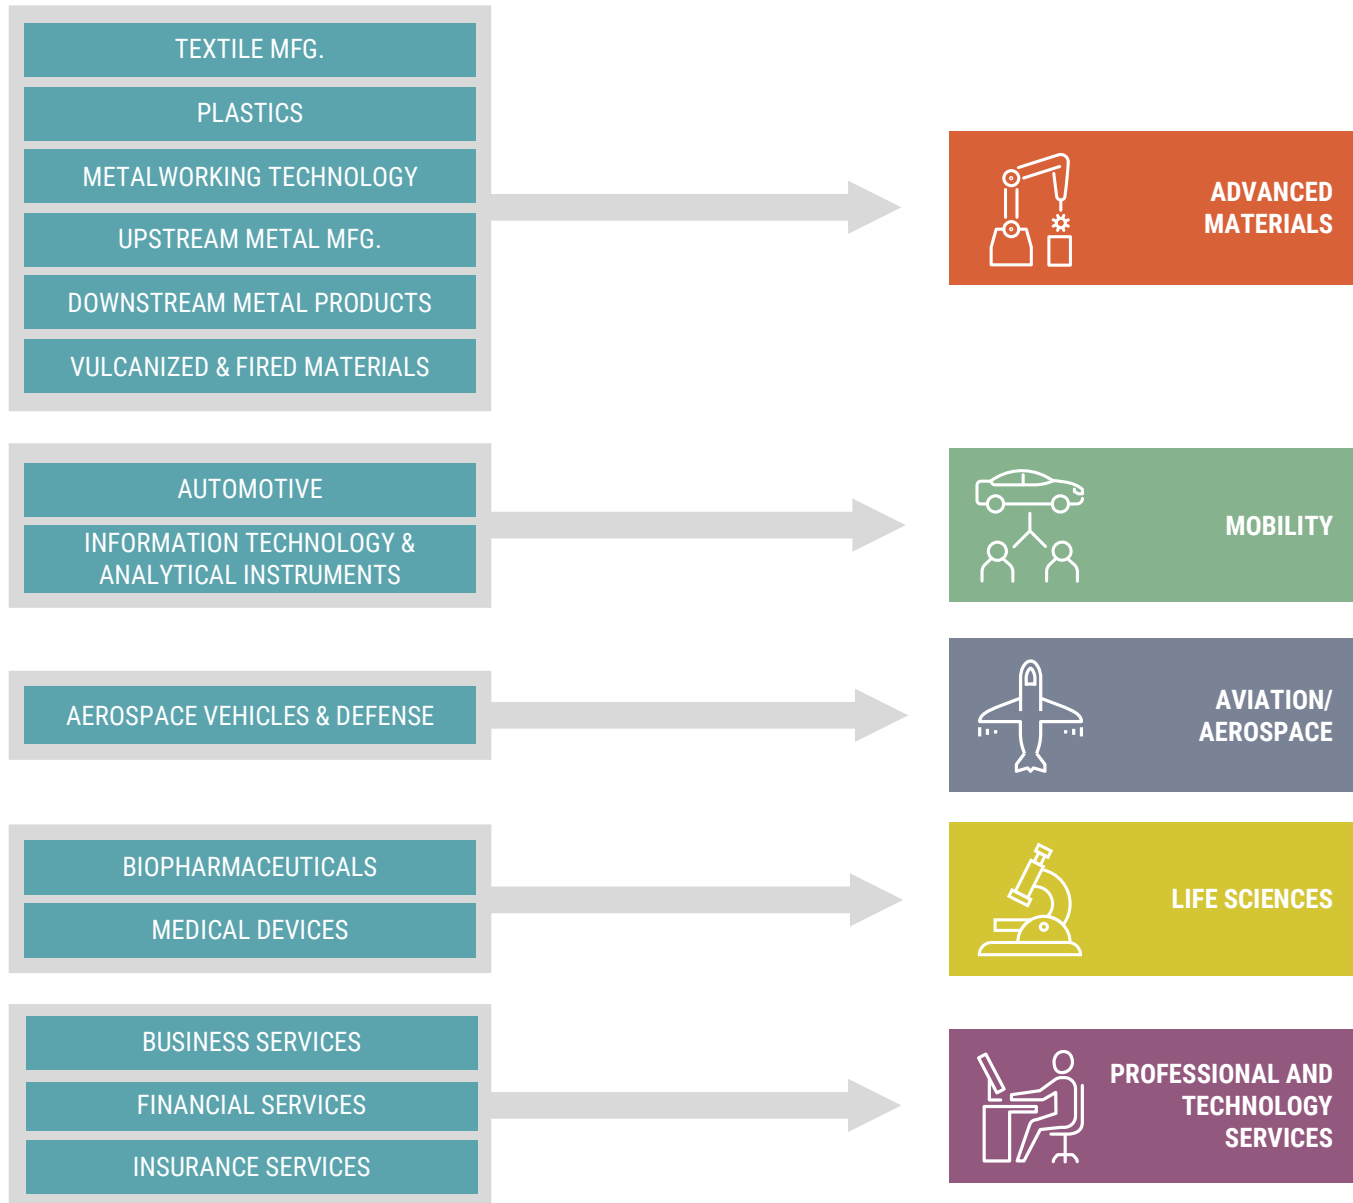 TEXTILE MFG.
PLASTICS
METALWORKING TECHNOLOGY
UPSTREAM METAL MFG.
DOWNSTREAM METAL PRODUCTS
VULCANIZED & FIRED MATERIALS
ADVANCED
MATERIALS
AUTOMOTIVE
INFORMATION TECHNOLOGY &
ANALYTICAL INSTRUMENTS
MOBILITY
AEROSPACE VEHICLES & DEFENSE
AVIATION/
AEROSPACE
BIOPHARMACEUTICALS
MEDICAL DEVICES
LIFE SCIENCES
BUSINESS SERVICES
FINANCIAL SERVICES
INSURANCE SERVICES
PROFESSIONAL AND
TECHNOLOGY
SERVICES